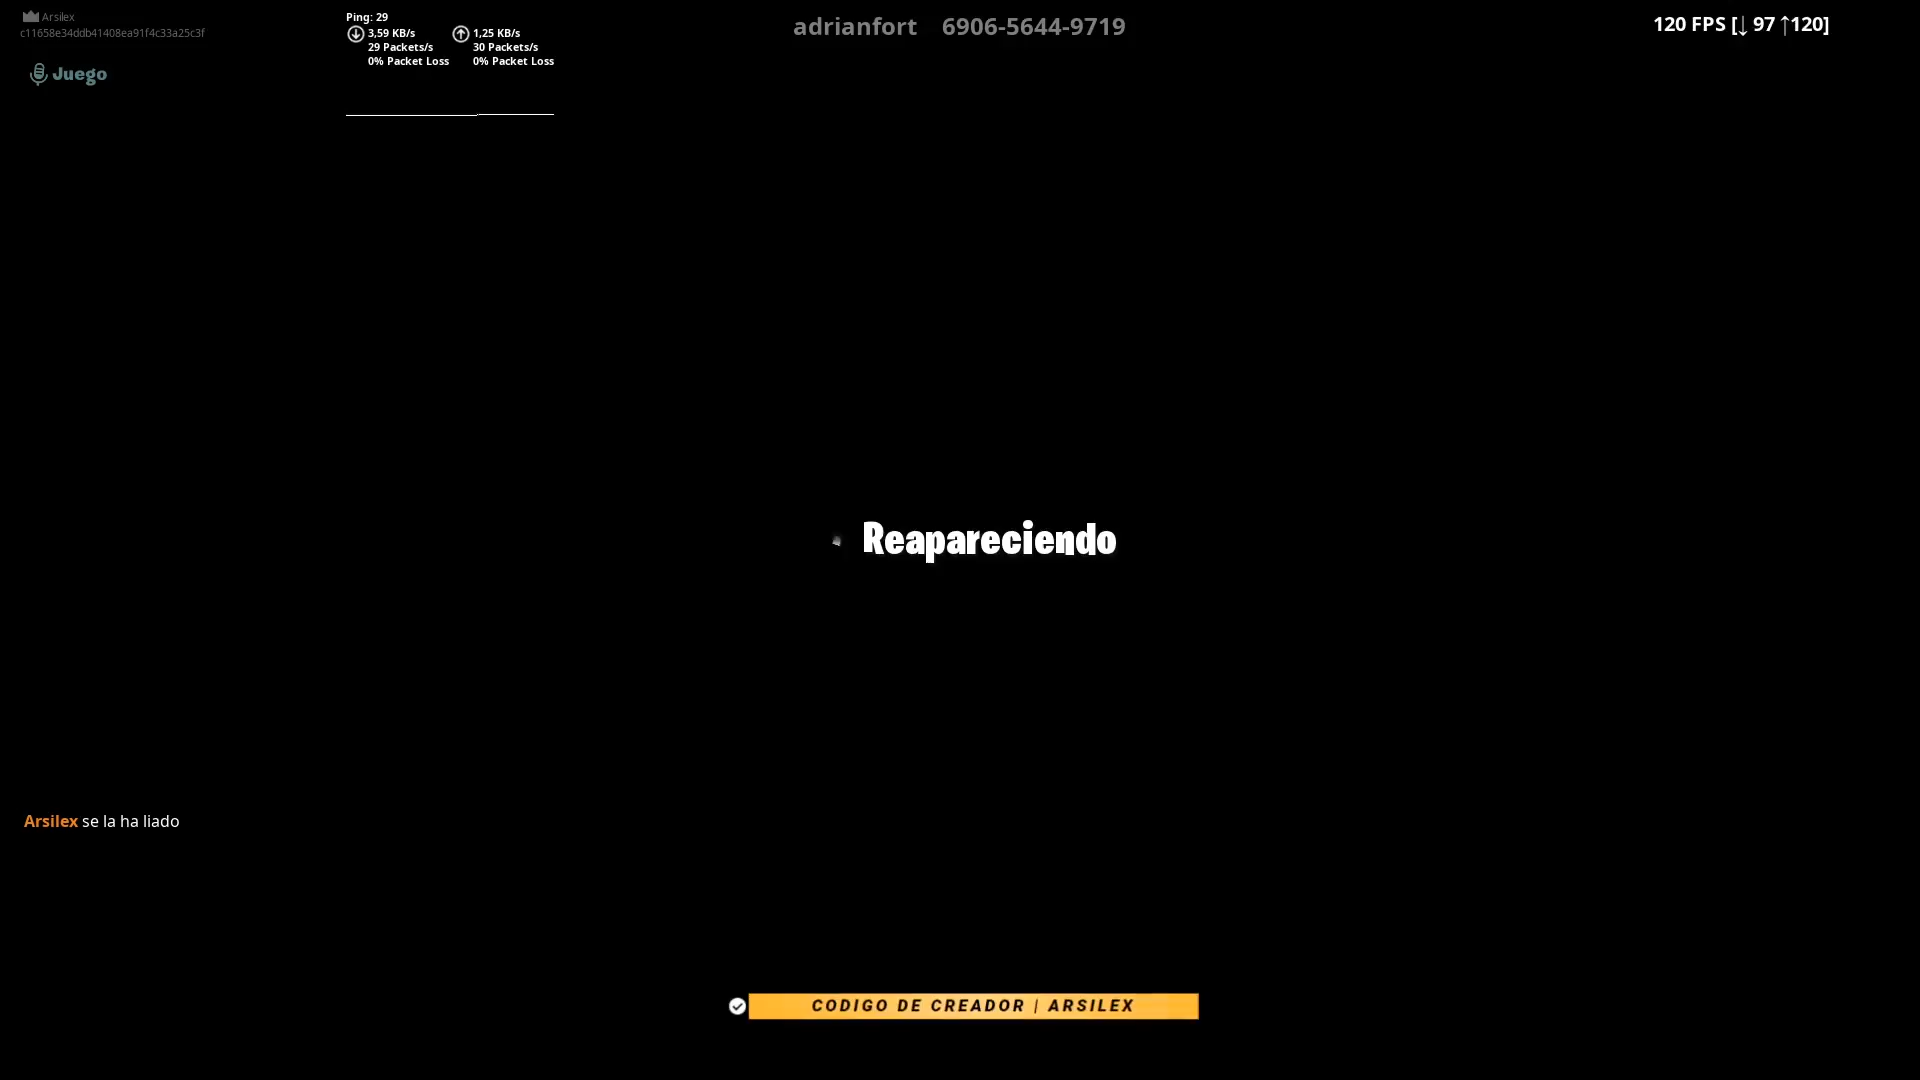 Arsilex
c11658e34ddb41408ea91f4c33a25c3f
Juego
Ping: 29
3,59 KB/s
29 Packets/s
0% Packet Loss
1,25 KB/s
30 Packets/s
0% Packet Loss
adrianfort 6906-5644-9719
120 FPS [↓ 97 ↑120]
Reapareciendo
Arsilex se la ha liado
CODIGO DE CREADOR | ARSILEX